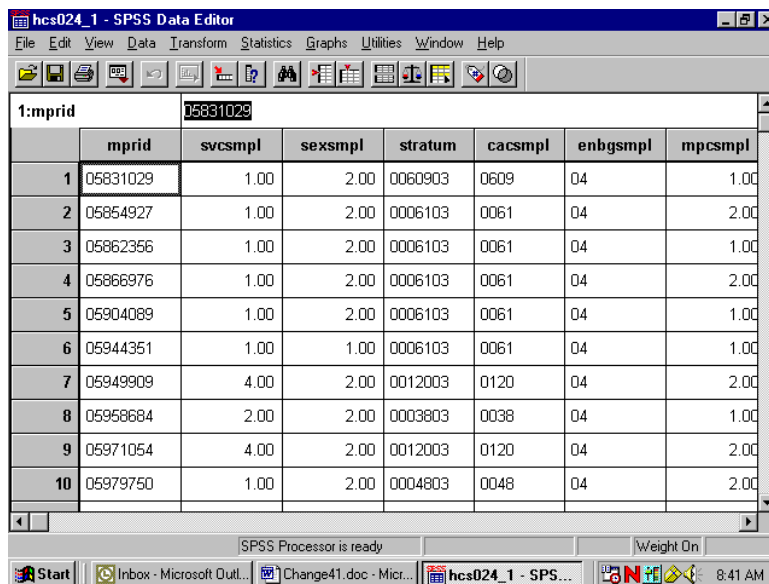 hcs024_1 - SPSS Data Editor
File Edit View Data Transform Statistics Graphs Utilities Window Help
1:mprid 05831029
mprid svcsmpl sexsmpl stratum cacsmpl enbgsmpl mpcsmpl
1 05831029 1.00 2.00 0060903 0609 04 1.00
2 05854927 1.00 2.00 0006103 0061 04 2.00
3 05862356 1.00 2.00 0006103 0061 04 1.00
4 05866976 1.00 2.00 0006103 0061 04 2.00
5 05904089 1.00 2.00 0006103 0061 04 1.00
6 05944351 1.00 1.00 0006103 0061 04 1.00
7 05949909 4.00 2.00 0012003 0120 04 2.00
8 05958684 2.00 2.00 0003803 0038 04 1.00
9 05971054 4.00 2.00 0012003 0120 04 2.00
10 05979750 1.00 2.00 0004803 0048 04 2.00
SPSS Processor is ready Weight On
Start Inbox - Microsoft Outl... Change41.doc - Micr... hcs024_1 - SPS... 8:41 AM